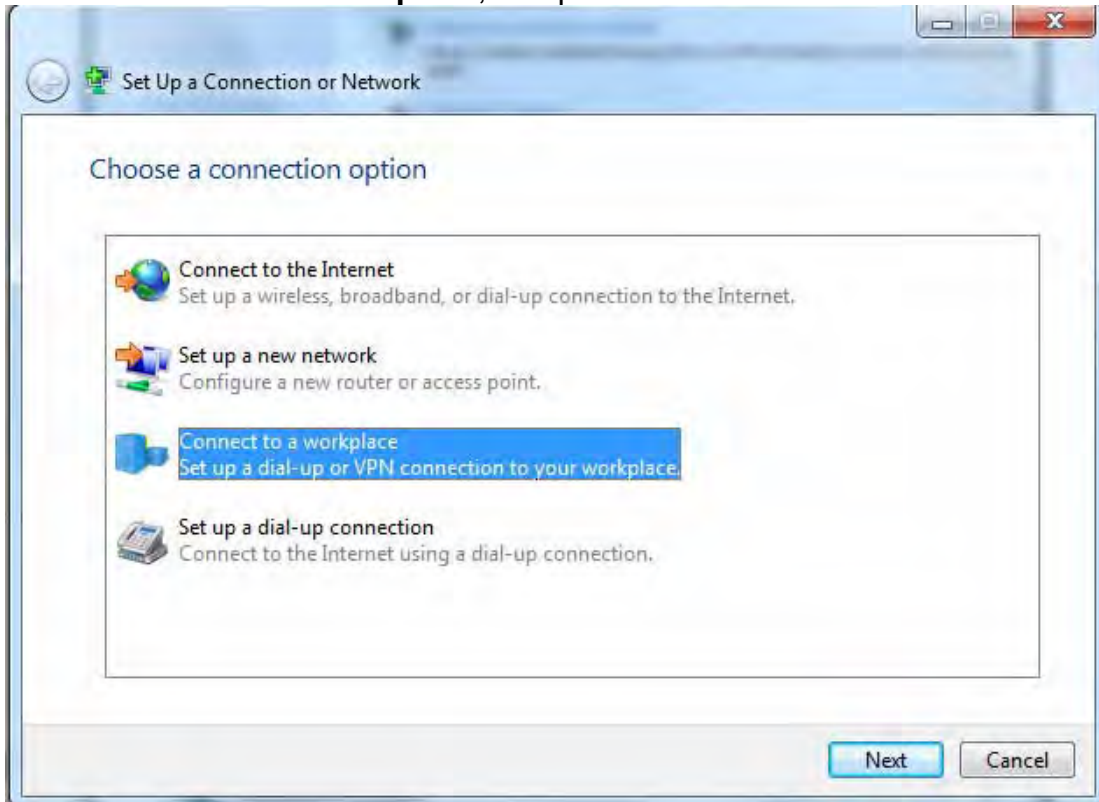 Set Up a Connection or Network
Choose a connection option
Connect to the Internet
Set up a wireless, broadband, or dial-up connection to the Internet.
Set up a new network
Configure a new router or access point.
Connect to a workplace
Set up a dial-up or VPN connection to your workplace.
Set up a dial-up connection
Connect to the Internet using a dial-up connection.
Next Cancel